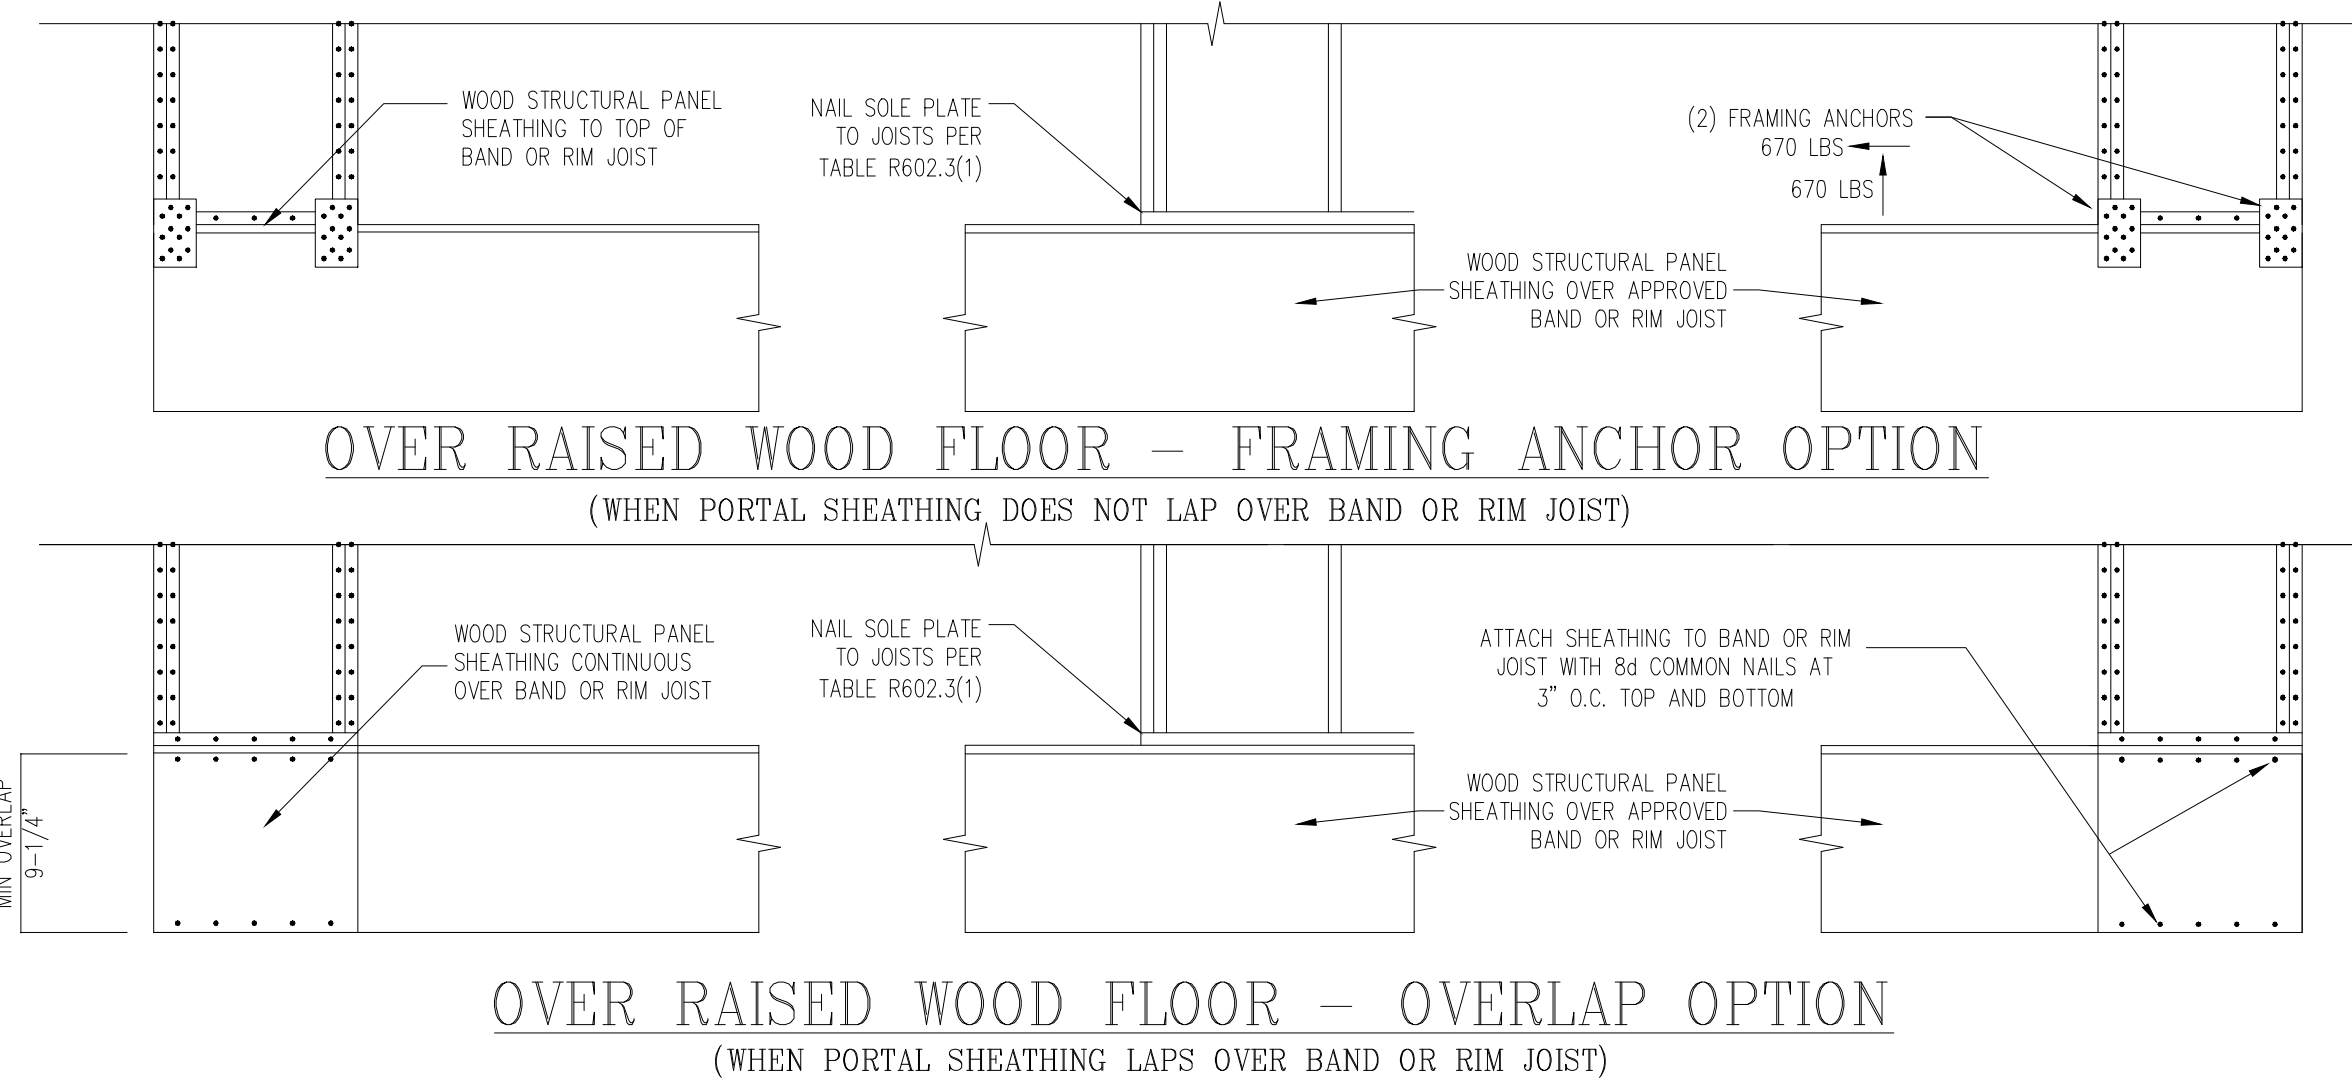 WOOD STRUCTURAL PANEL
SHEATHING TO TOP OF
BAND OR RIM JOIST
NAIL SOLE PLATE
TO JOISTS PER
TABLE R602.3(1)
(2) FRAMING ANCHORS
670 LBS
670 LBS
WOOD STRUCTURAL PANEL
SHEATHING OVER APPROVED
BAND OR RIM JOIST
OVER RAISED WOOD FLOOR – FRAMING ANCHOR OPTION
(WHEN PORTAL SHEATHING DOES NOT LAP OVER BAND OR RIM JOIST)
WOOD STRUCTURAL PANEL
SHEATHING CONTINUOUS
OVER BAND OR RIM JOIST
NAIL SOLE PLATE
TO JOISTS PER
TABLE R602.3(1)
ATTACH SHEATHING TO BAND OR RIM
JOIST WITH 8d COMMON NAILS AT
3" O.C. TOP AND BOTTOM
MIN OVERLAP
9-1/4"
WOOD STRUCTURAL PANEL
SHEATHING OVER APPROVED
BAND OR RIM JOIST
OVER RAISED WOOD FLOOR – OVERLAP OPTION
(WHEN PORTAL SHEATHING LAPS OVER BAND OR RIM JOIST)